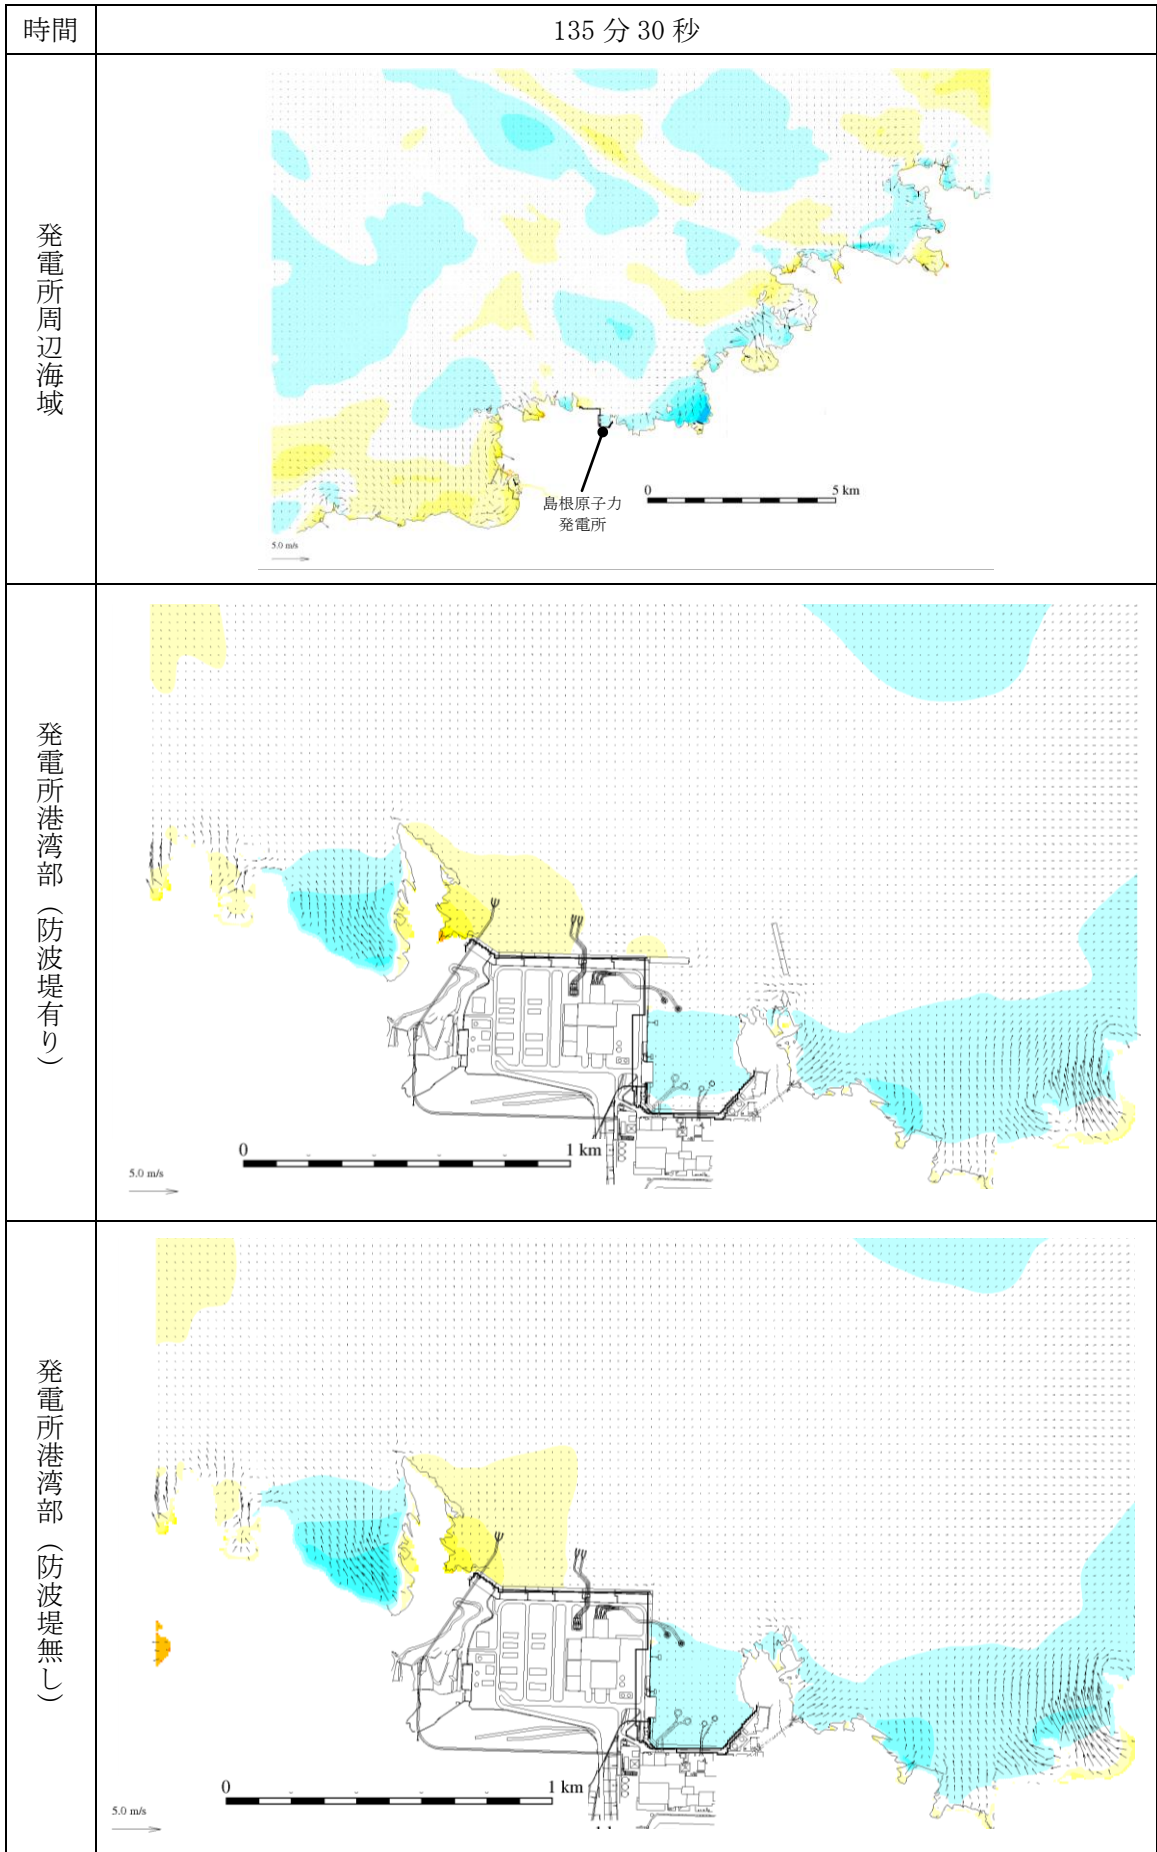 時間
135 分 30 秒
発電所周辺海域
島根原子力
発電所
0
5 km
5.0 m/s
発電所港湾部（防波堤有り）
0
1 km
5.0 m/s
発電所港湾部（防波堤無し）
0
1 km
5.0 m/s